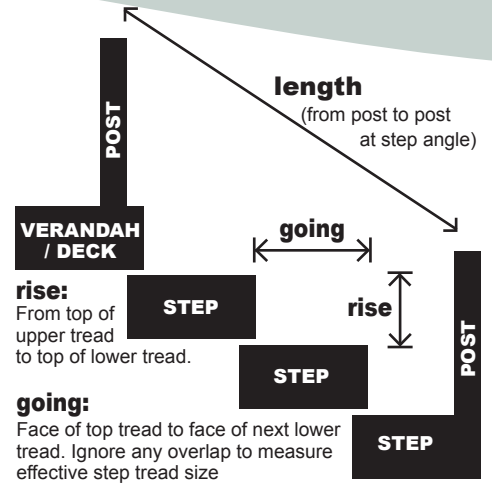 length
(from post to post
at step angle)
POST
VERANDAH
/ DECK
going
rise:
From top of
upper tread
to top of lower tread.
STEP
rise
POST
STEP
going:
Face of top tread to face of next lower
tread. Ignore any overlap to measure
effective step tread size
STEP